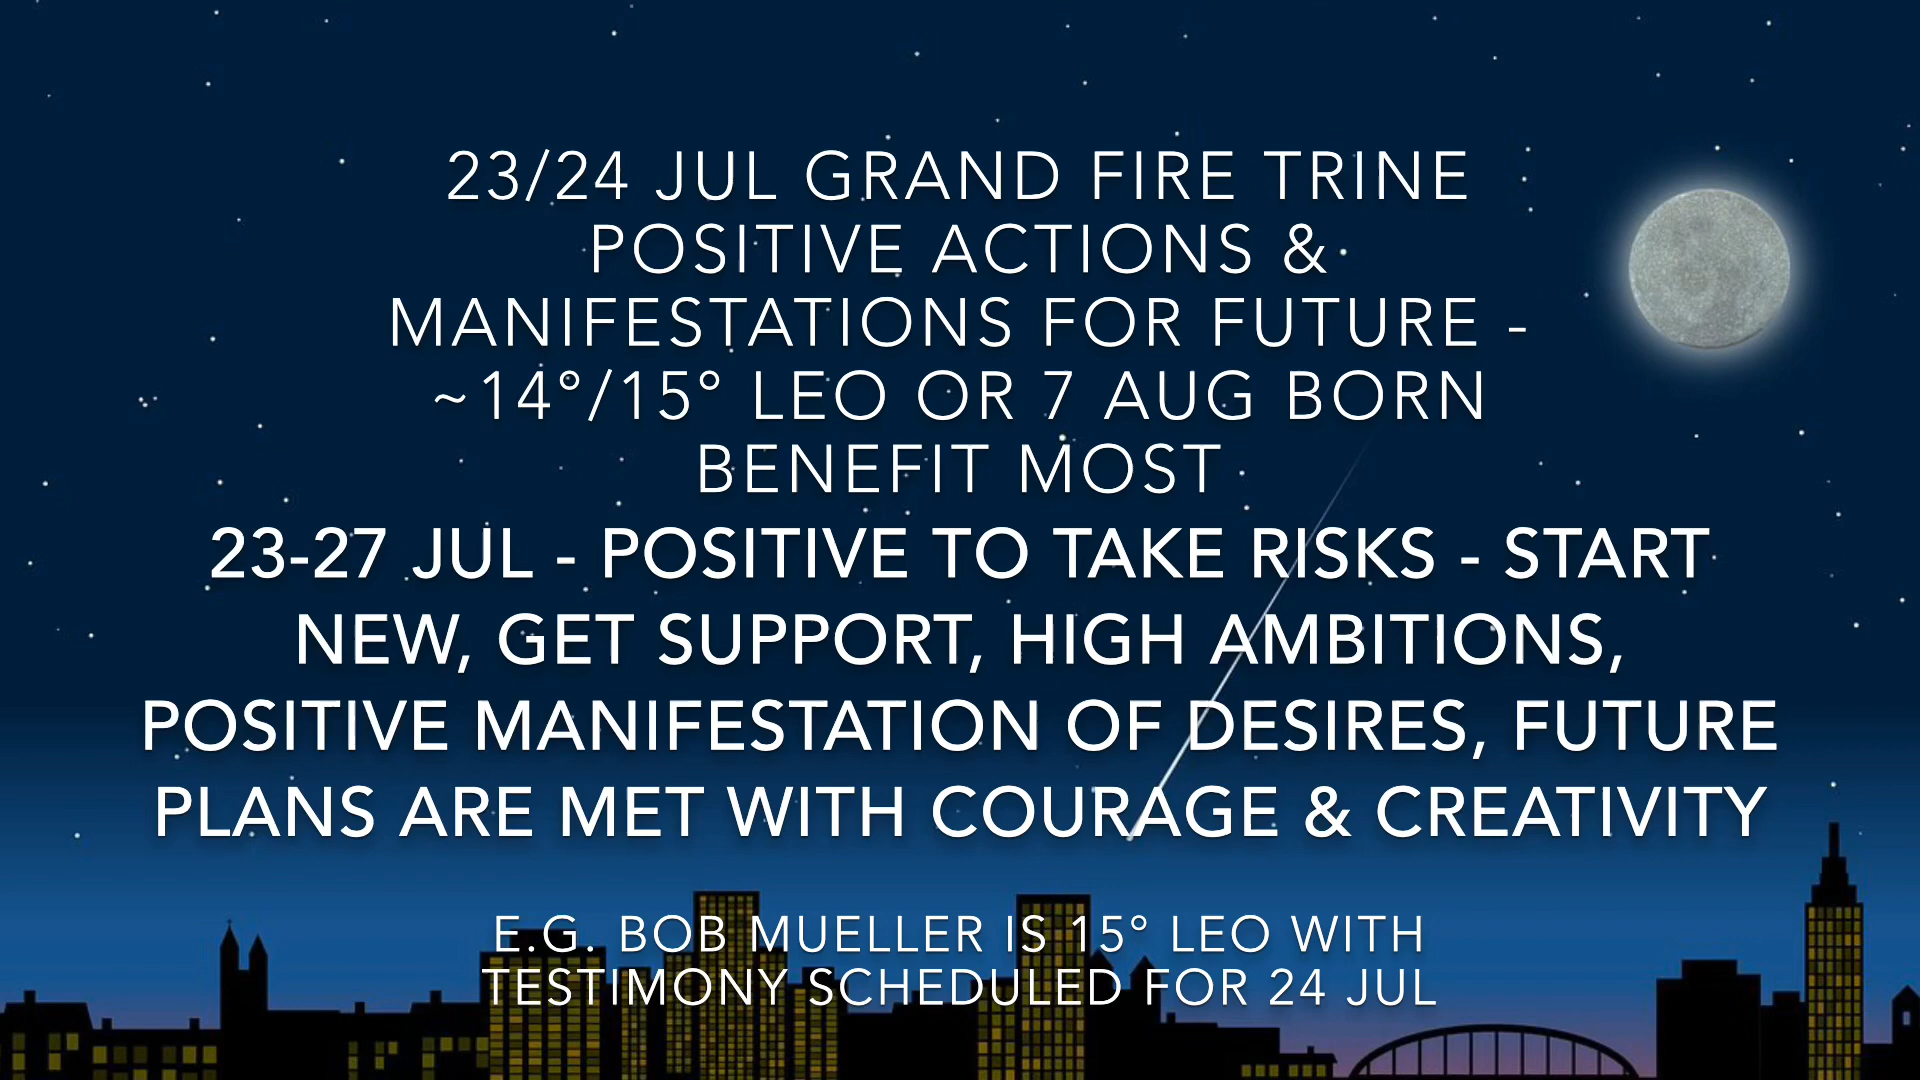 23/24 JUL GRAND FIRE TRINE
POSITIVE ACTIONS &
MANIFESTATIONS FOR FUTURE -
~14°/15° LEO OR 7 AUG BORN
BENEFIT MOST
23-27 JUL - POSITIVE TO TAKE RISKS - START
NEW, GET SUPPORT, HIGH AMBITIONS,
POSITIVE MANIFESTATION OF DESIRES, FUTURE
PLANS ARE MET WITH COURAGE & CREATIVITY
E.G. BOB MUELLER IS 15° LEO WITH
TESTIMONY SCHEDULED FOR 24 JUL